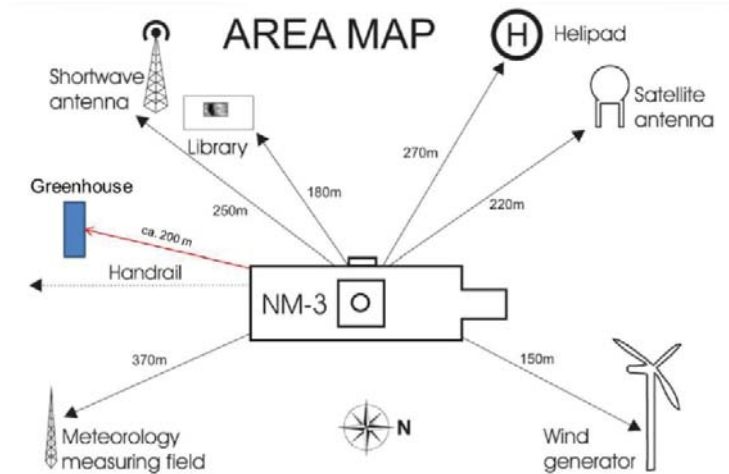 AREA MAP
H
Helipad
Shortwave
antenna
Satellite
antenna
Library
270m
Greenhouse
180m
250m
220m
ca. 200 m
Handrail
NM-3
370m
150m
N
Meteorology
measuring field
Wind
generator